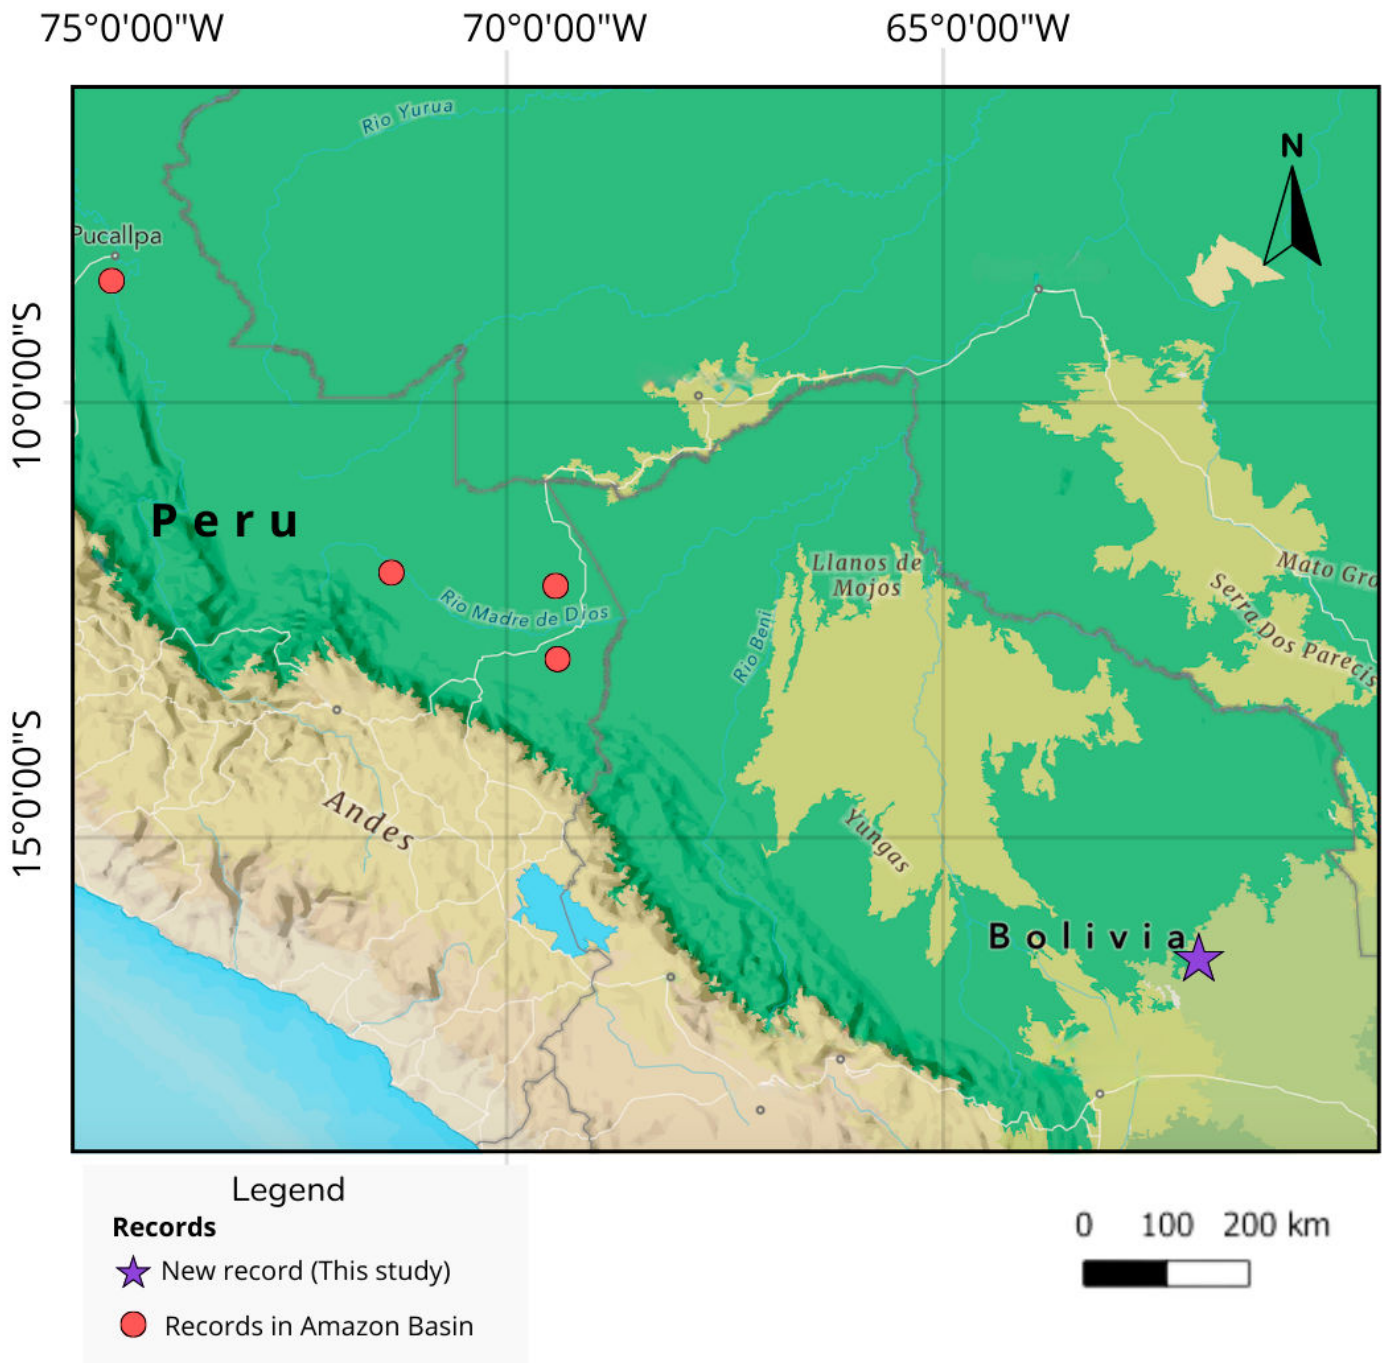 75°0'00"W 70°0'00"W 65°0'00"W
Rio Yurua
N
Pucallpa
10°0'00"S
Peru
Llanos de
Mojos
Mato Gro
Serra Dos Parecis
Rio Madre de Dios
Rio Beni
15°0'00"S
Andes
Yungas
Bolivia
Legend
Records
New record (This study)
Records in Amazon Basin
0 100 200 km